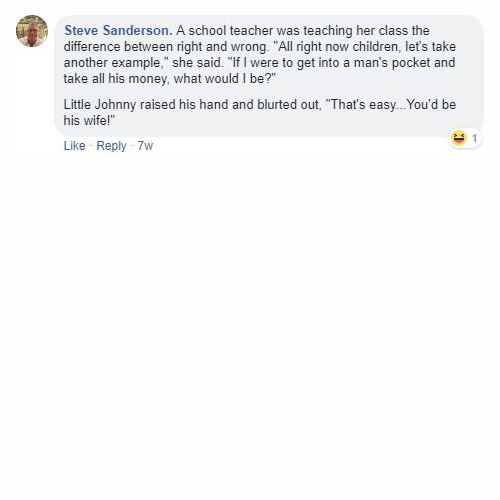 Steve Sanderson. A school teacher was teaching her class the
difference between right and wrong. "All right now children, let's take
another example," she said. "If I were to get into a man's pocket and
take all his money, what would I be?"
Little Johnny raised his hand and blurted out, "That's easy...You'd be
his wife!"
1
Like · Reply · 7w